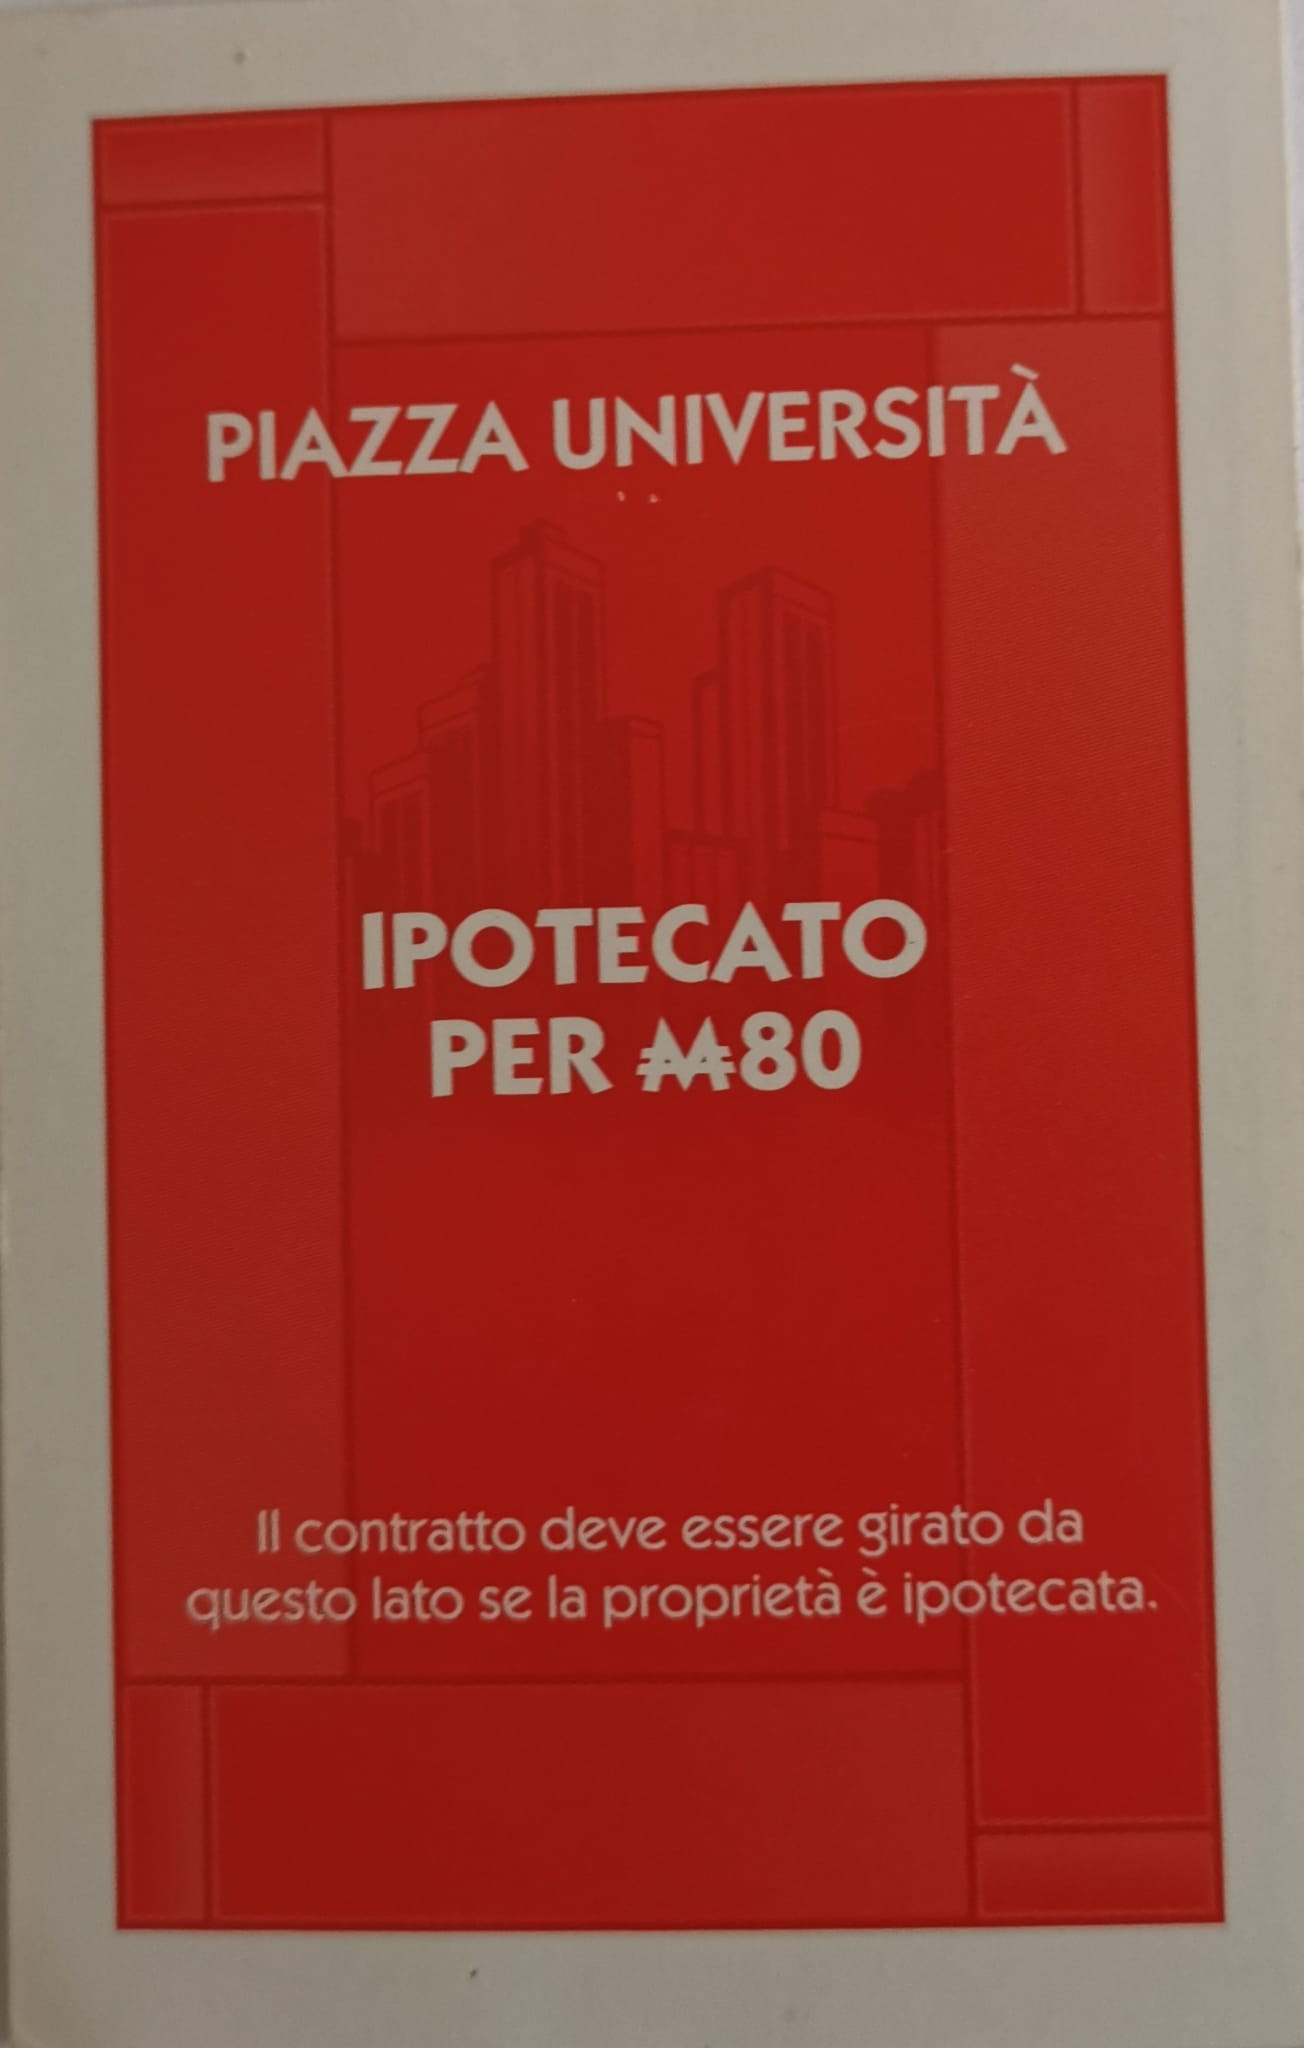 PIAZZA UNIVERSITÀ
IPOTECATO
PER ₩80
Il contratto deve essere girato da
questo lato se la proprietà è ipotecata.